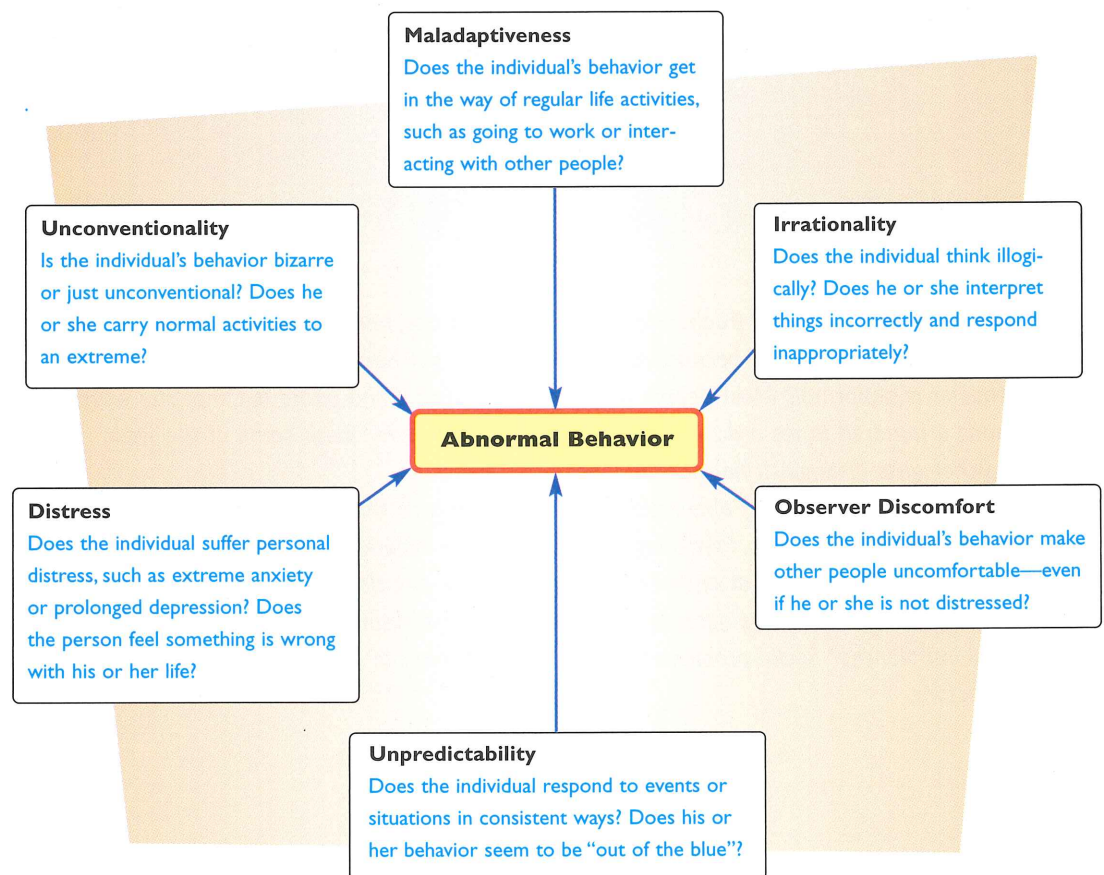 Maladaptiveness
Does the individual's behavior get
in the way of regular life activities,
such as going to work or inter-
acting with other people?
Unconventionality
Is the individual's behavior bizarre
or just unconventional? Does he
or she carry normal activities to
an extreme?
Irrationality
Does the individual think illogi-
cally? Does he or she interpret
things incorrectly and respond
inappropriately?
Abnormal Behavior
Distress
Does the individual suffer personal
distress, such as extreme anxiety
or prolonged depression? Does
the person feel something is wrong
with his or her life?
Observer Discomfort
Does the individual's behavior make
other people uncomfortable—even
if he or she is not distressed?
Unpredictability
Does the individual respond to events or
situations in consistent ways? Does his or
her behavior seem to be "out of the blue"?